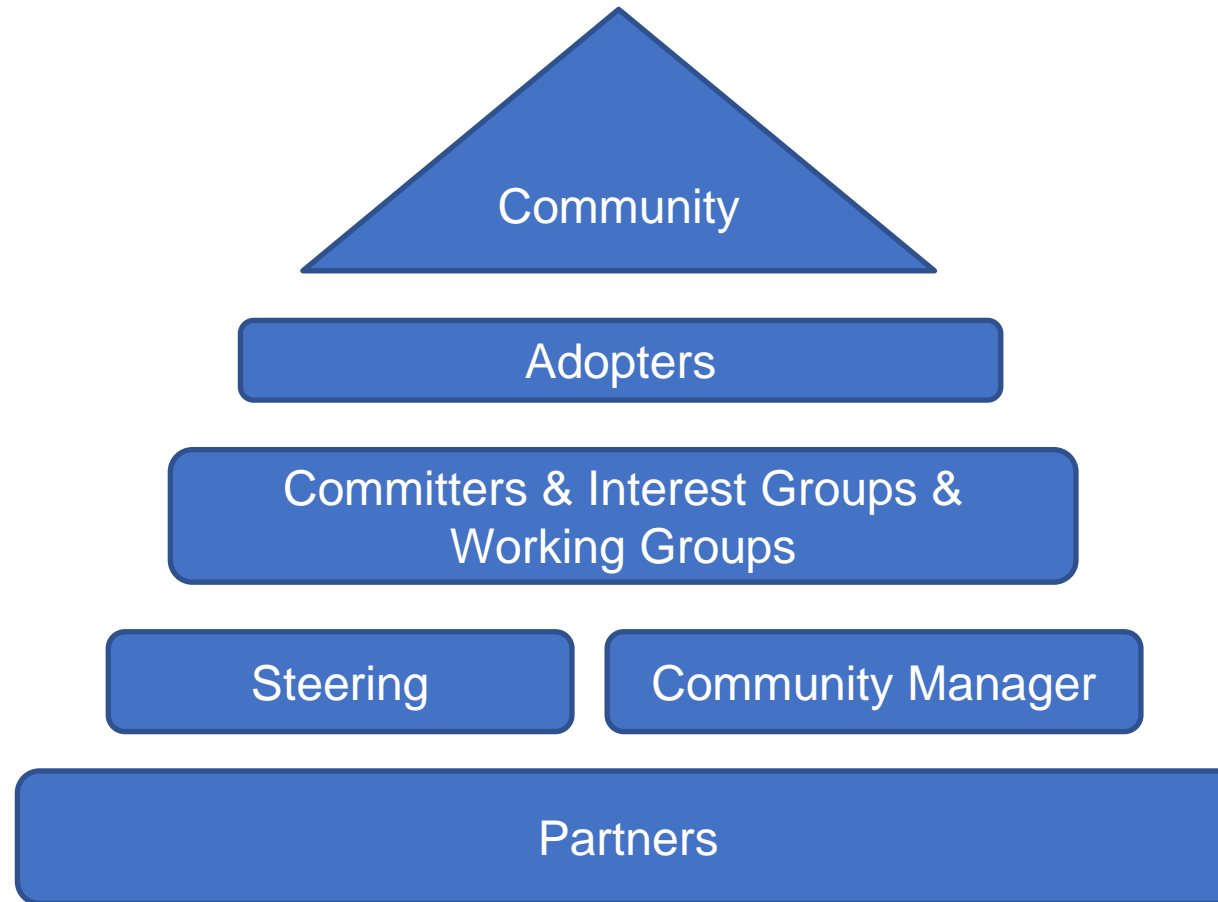 Community
Adopters
Committers & Interest Groups &
Working Groups
Steering
Community Manager
Partners